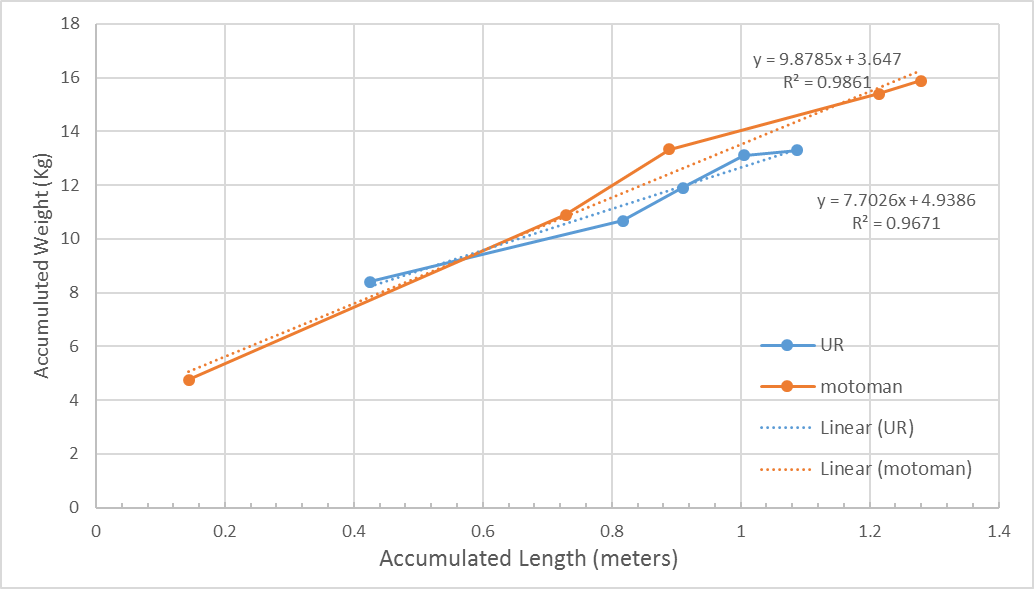 18
16
14
12
10
8
6
4
2
0
Accumuluted Weight (Kg)
y = 9.8785x + 3.647
R² = 0.9861
y = 7.7026x + 4.9386
R² = 0.9671
UR
motoman
Linear (UR)
Linear (motoman)
0 0.2 0.4 0.6 0.8 1 1.2 1.4
Accumulated Length (meters)